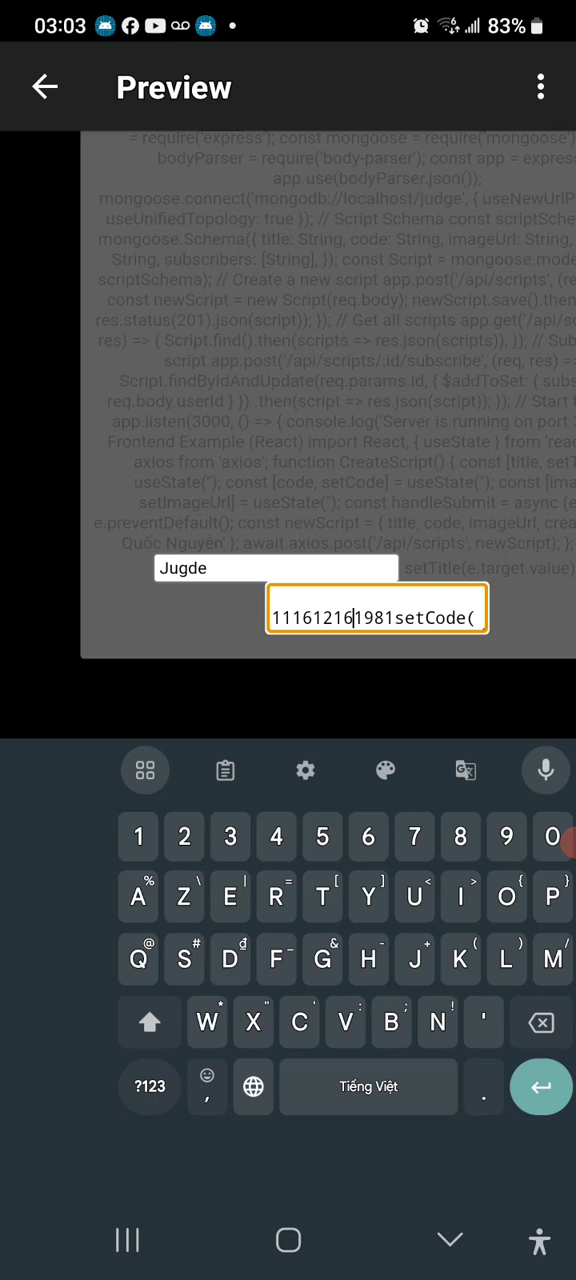 03:03 83%
Preview
= require('express'); const mongoose = require('mongoose')
bodyParser = require('body-parser'); const app = express
app.use(bodyParser.json());
mongoose.connect('mongodb://localhost/judge', { useNewUrlP
useUnifiedTopology: true }); // Script Schema const scriptSche
mongoose.Schema({ title: String, code: String, imageUrl: String,
String, subscribers: [String], }); const Script = mongoose.mode
scriptSchema); // Create a new script app.post('/api/scripts', (re
const newScript = new Script(req.body); newScript.save().then
res.status(201).json(script)); }); // Get all scripts app.get('/api/sc
res) => { Script.find().then(scripts => res.json(scripts)); }); // Sub
script app.post('/api/scripts/:id/subscribe', (req, res) =>
Script.findByIdAndUpdate(req.params.id, { $addToSet: { subs
req.body.userId } }) .then(script => res.json(script)); }); // Start t
app.listen(3000, () => { console.log('Server is running on port 3
Frontend Example (React) import React, { useState } from 'reac
axios from 'axios'; function CreateScript() { const [title, setT
useState(''); const [code, setCode] = useState(''); const [ima
setImageUrl] = useState(''); const handleSubmit = async (e
e.preventDefault(); const newScript = { title, code, imageUrl, crea
Quốc Nguyên' }; await axios.post('/api/scripts', newScript); };
Jugde setTitle(e.target.value)
111612161981setCode(
1 2 3 4 5 6 7 8 9 0
A % Z \ E | R = T [ Y ] U < I > O { P }
Q @ S # D ₫ F _ G & H - J + K ( L ) M /
W * X " C ' V : B ; N ! '
?123 , Tiếng Việt .